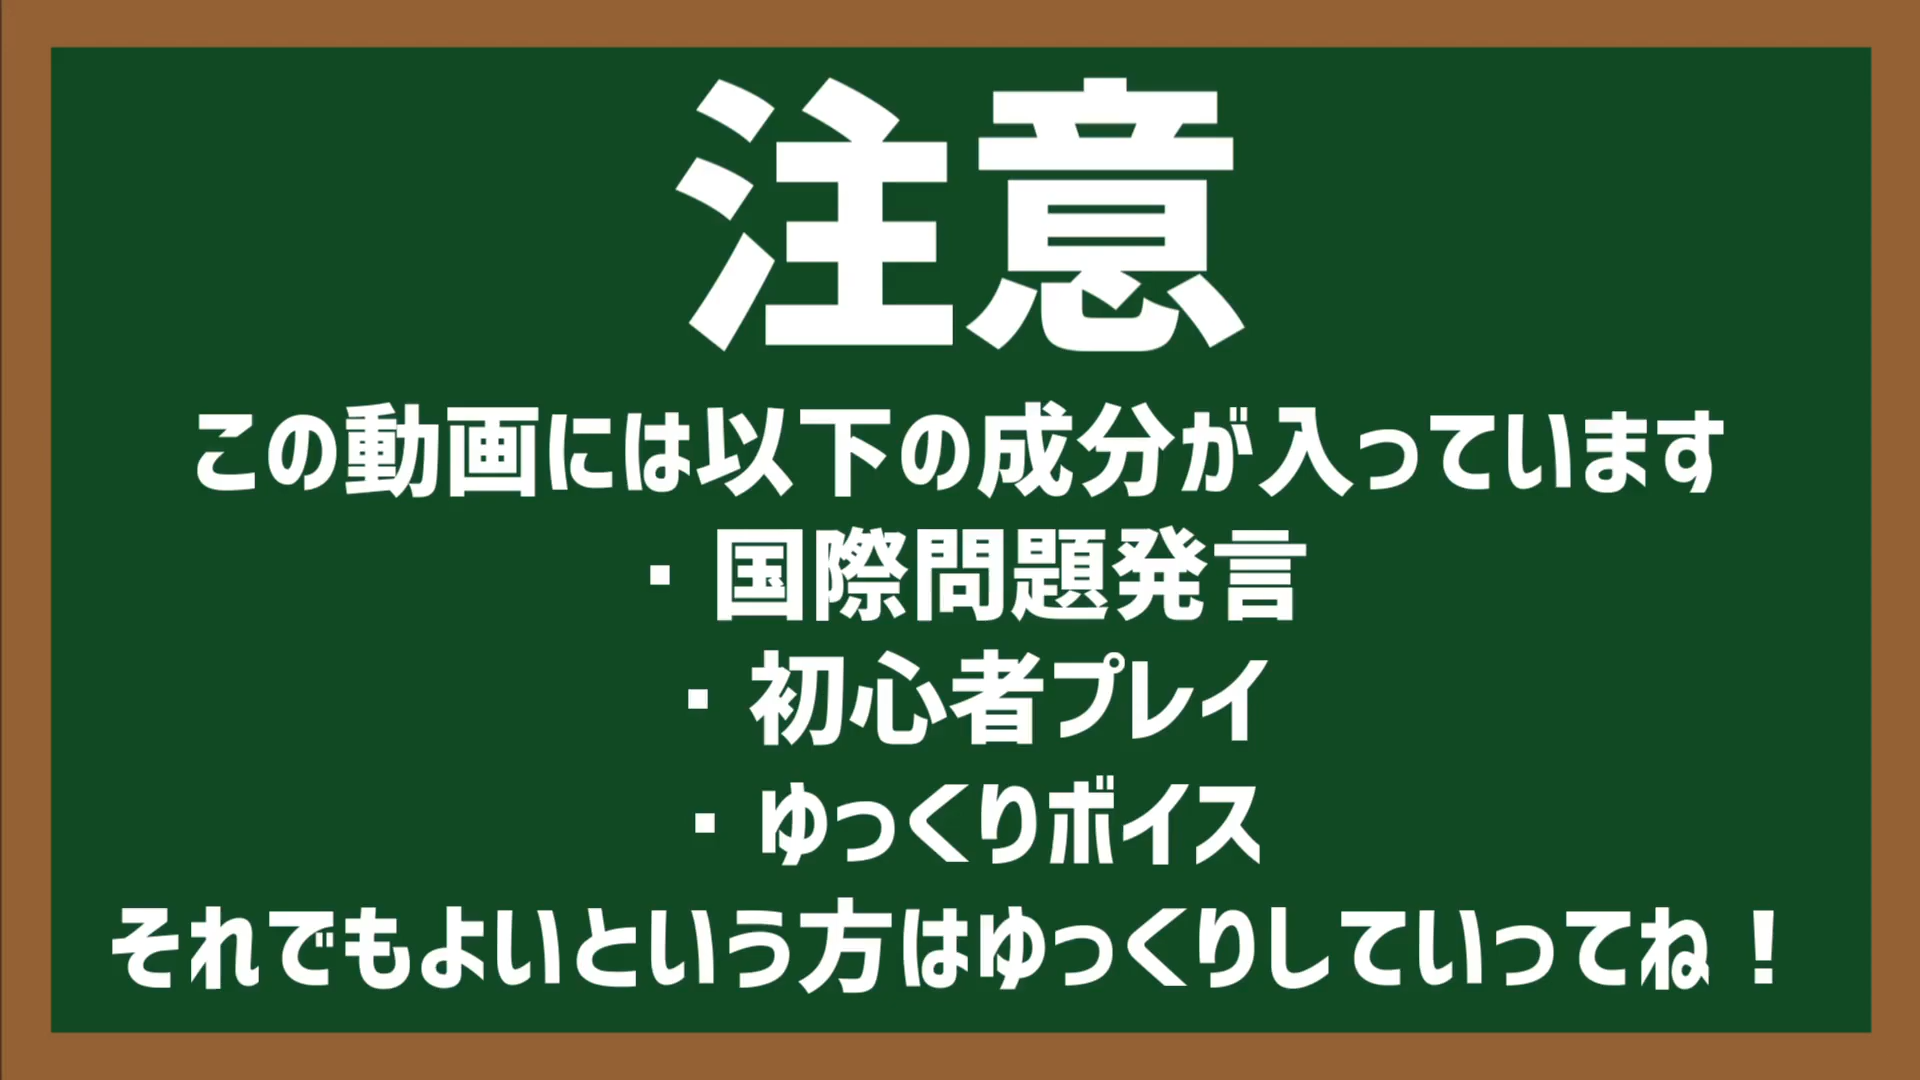 注意
この動画には以下の成分が入っています
・国際問題発言
・初心者プレイ
・ゆっくりボイス
それでもよいという方はゆっくりしていってね！